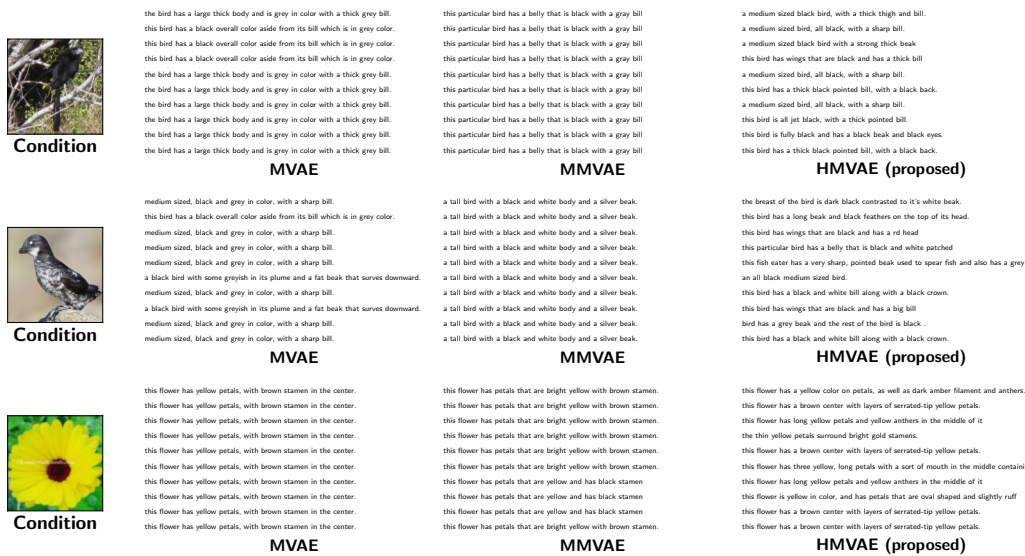 the bird has a large thick body and is grey in color with a thick grey bill.
this bird has a black overall color aside from its bill which is in grey color.
this bird has a black overall color aside from its bill which is in grey color.
this bird has a black overall color aside from its bill which is in grey color.
the bird has a large thick body and is grey in color with a thick grey bill.
the bird has a large thick body and is grey in color with a thick grey bill.
the bird has a large thick body and is grey in color with a thick grey bill.
the bird has a large thick body and is grey in color with a thick grey bill.
the bird has a large thick body and is grey in color with a thick grey bill.
the bird has a large thick body and is grey in color with a thick grey bill.
this particular bird has a belly that is black with a gray bill
this particular bird has a belly that is black with a gray bill
this particular bird has a belly that is black with a gray bill
this particular bird has a belly that is black with a gray bill
this particular bird has a belly that is black with a gray bill
this particular bird has a belly that is black with a gray bill
this particular bird has a belly that is black with a gray bill
this particular bird has a belly that is black with a gray bill
this particular bird has a belly that is black with a gray bill
this particular bird has a belly that is black with a gray bill
a medium sized black bird, with a thick thigh and bill.
a medium sized bird, all black, with a sharp bill.
a medium sized black bird with a strong thick beak
this bird has wings that are black and has a thick bill
a medium sized bird, all black, with a sharp bill.
this bird has a thick black pointed bill, with a black back.
a medium sized bird, all black, with a sharp bill.
this bird is all jet black, with a thick pointed bill.
this bird is fully black and has a black beak and black eyes.
this bird has a thick black pointed bill, with a black back.
Condition
MVAE
MMVAE
HMVAE (proposed)
medium sized, black and grey in color, with a sharp bill.
this bird has a black overall color aside from its bill which is in grey color.
medium sized, black and grey in color, with a sharp bill.
medium sized, black and grey in color, with a sharp bill.
medium sized, black and grey in color, with a sharp bill.
a black bird with some greyish in its plume and a fat beak that surves downward.
medium sized, black and grey in color, with a sharp bill.
a black bird with some greyish in its plume and a fat beak that surves downward.
medium sized, black and grey in color, with a sharp bill.
medium sized, black and grey in color, with a sharp bill.
a tall bird with a black and white body and a silver beak.
a tall bird with a black and white body and a silver beak.
a tall bird with a black and white body and a silver beak.
a tall bird with a black and white body and a silver beak.
a tall bird with a black and white body and a silver beak.
a tall bird with a black and white body and a silver beak.
a tall bird with a black and white body and a silver beak.
a tall bird with a black and white body and a silver beak.
a tall bird with a black and white body and a silver beak.
a tall bird with a black and white body and a silver beak.
the breast of the bird is dark black contrasted to it's white beak.
this bird has a long beak and black feathers on the top of its head.
this bird has wings that are black and has a rd head
this particular bird has a belly that is black and white patched
this fish eater has a very sharp, pointed beak used to spear fish and also has a grey
an all black medium sized bird.
this bird has a black and white bill along with a black crown.
this bird has wings that are black and has a big bill
bird has a grey beak and the rest of the bird is black .
this bird has a black and white bill along with a black crown.
Condition
MVAE
MMVAE
HMVAE (proposed)
this flower has yellow petals, with brown stamen in the center.
this flower has yellow petals, with brown stamen in the center.
this flower has yellow petals, with brown stamen in the center.
this flower has yellow petals, with brown stamen in the center.
this flower has yellow petals, with brown stamen in the center.
this flower has yellow petals, with brown stamen in the center.
this flower has yellow petals, with brown stamen in the center.
this flower has yellow petals, with brown stamen in the center.
this flower has yellow petals, with brown stamen in the center.
this flower has yellow petals, with brown stamen in the center.
this flower has petals that are bright yellow with brown stamen.
this flower has petals that are bright yellow with brown stamen.
this flower has petals that are bright yellow with brown stamen.
this flower has petals that are bright yellow with brown stamen.
this flower has petals that are bright yellow with brown stamen.
this flower has petals that are bright yellow with brown stamen.
this flower has petals that are yellow and has black stamen
this flower has petals that are bright yellow with brown stamen.
this flower has petals that are yellow and has black stamen
this flower has petals that are bright yellow with brown stamen.
this flower has a yellow color on petals, as well as dark amber filament and anthers.
this flower has a brown center with layers of serrated-tip yellow petals.
this flower has long yellow petals and yellow anthers in the middle of it
the thin yellow petals surround bright gold stamens.
this flower has a brown center with layers of serrated-tip yellow petals.
this flower has three yellow, long petals with a sort of mouth in the middle containi
this flower has long yellow petals and yellow anthers in the middle of it
this flower is yellow in color, and has petals that are oval shaped and slightly ruff
this flower has a brown center with layers of serrated-tip yellow petals.
this flower has a brown center with layers of serrated-tip yellow petals.
Condition
MVAE
MMVAE
HMVAE (proposed)